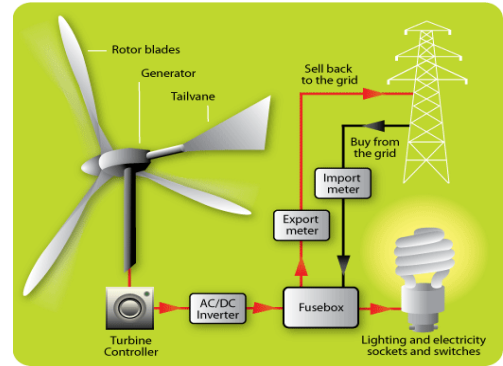 Rotor blades
Generator
Tailvane
Sell back
to the grid
Buy from
the grid
Import
meter
Export
meter
AC/DC
Inverter
Fusebox
Turbine
Controller
Lighting and electricity
sockets and switches